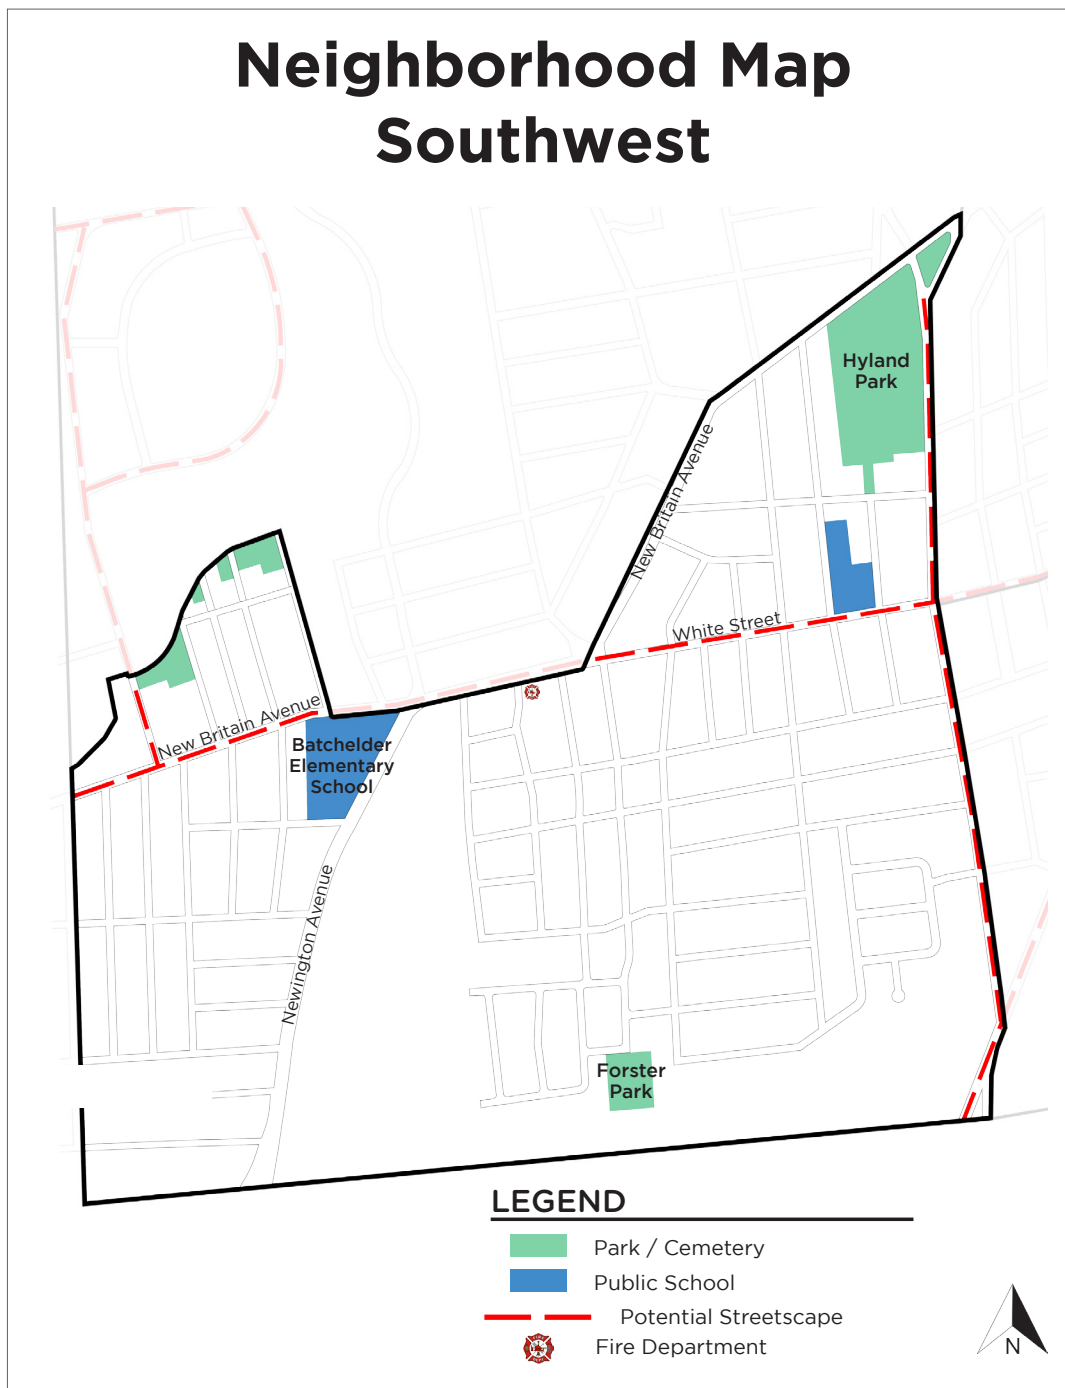 Neighborhood Map
Southwest
Hyland
Park
New Britain Avenue
White Street
New Britain Avenue
Batchelder
Elementary
School
Newington Avenue
Forster
Park
LEGEND
Park / Cemetery
Public School
Potential Streetscape
Fire Department
N